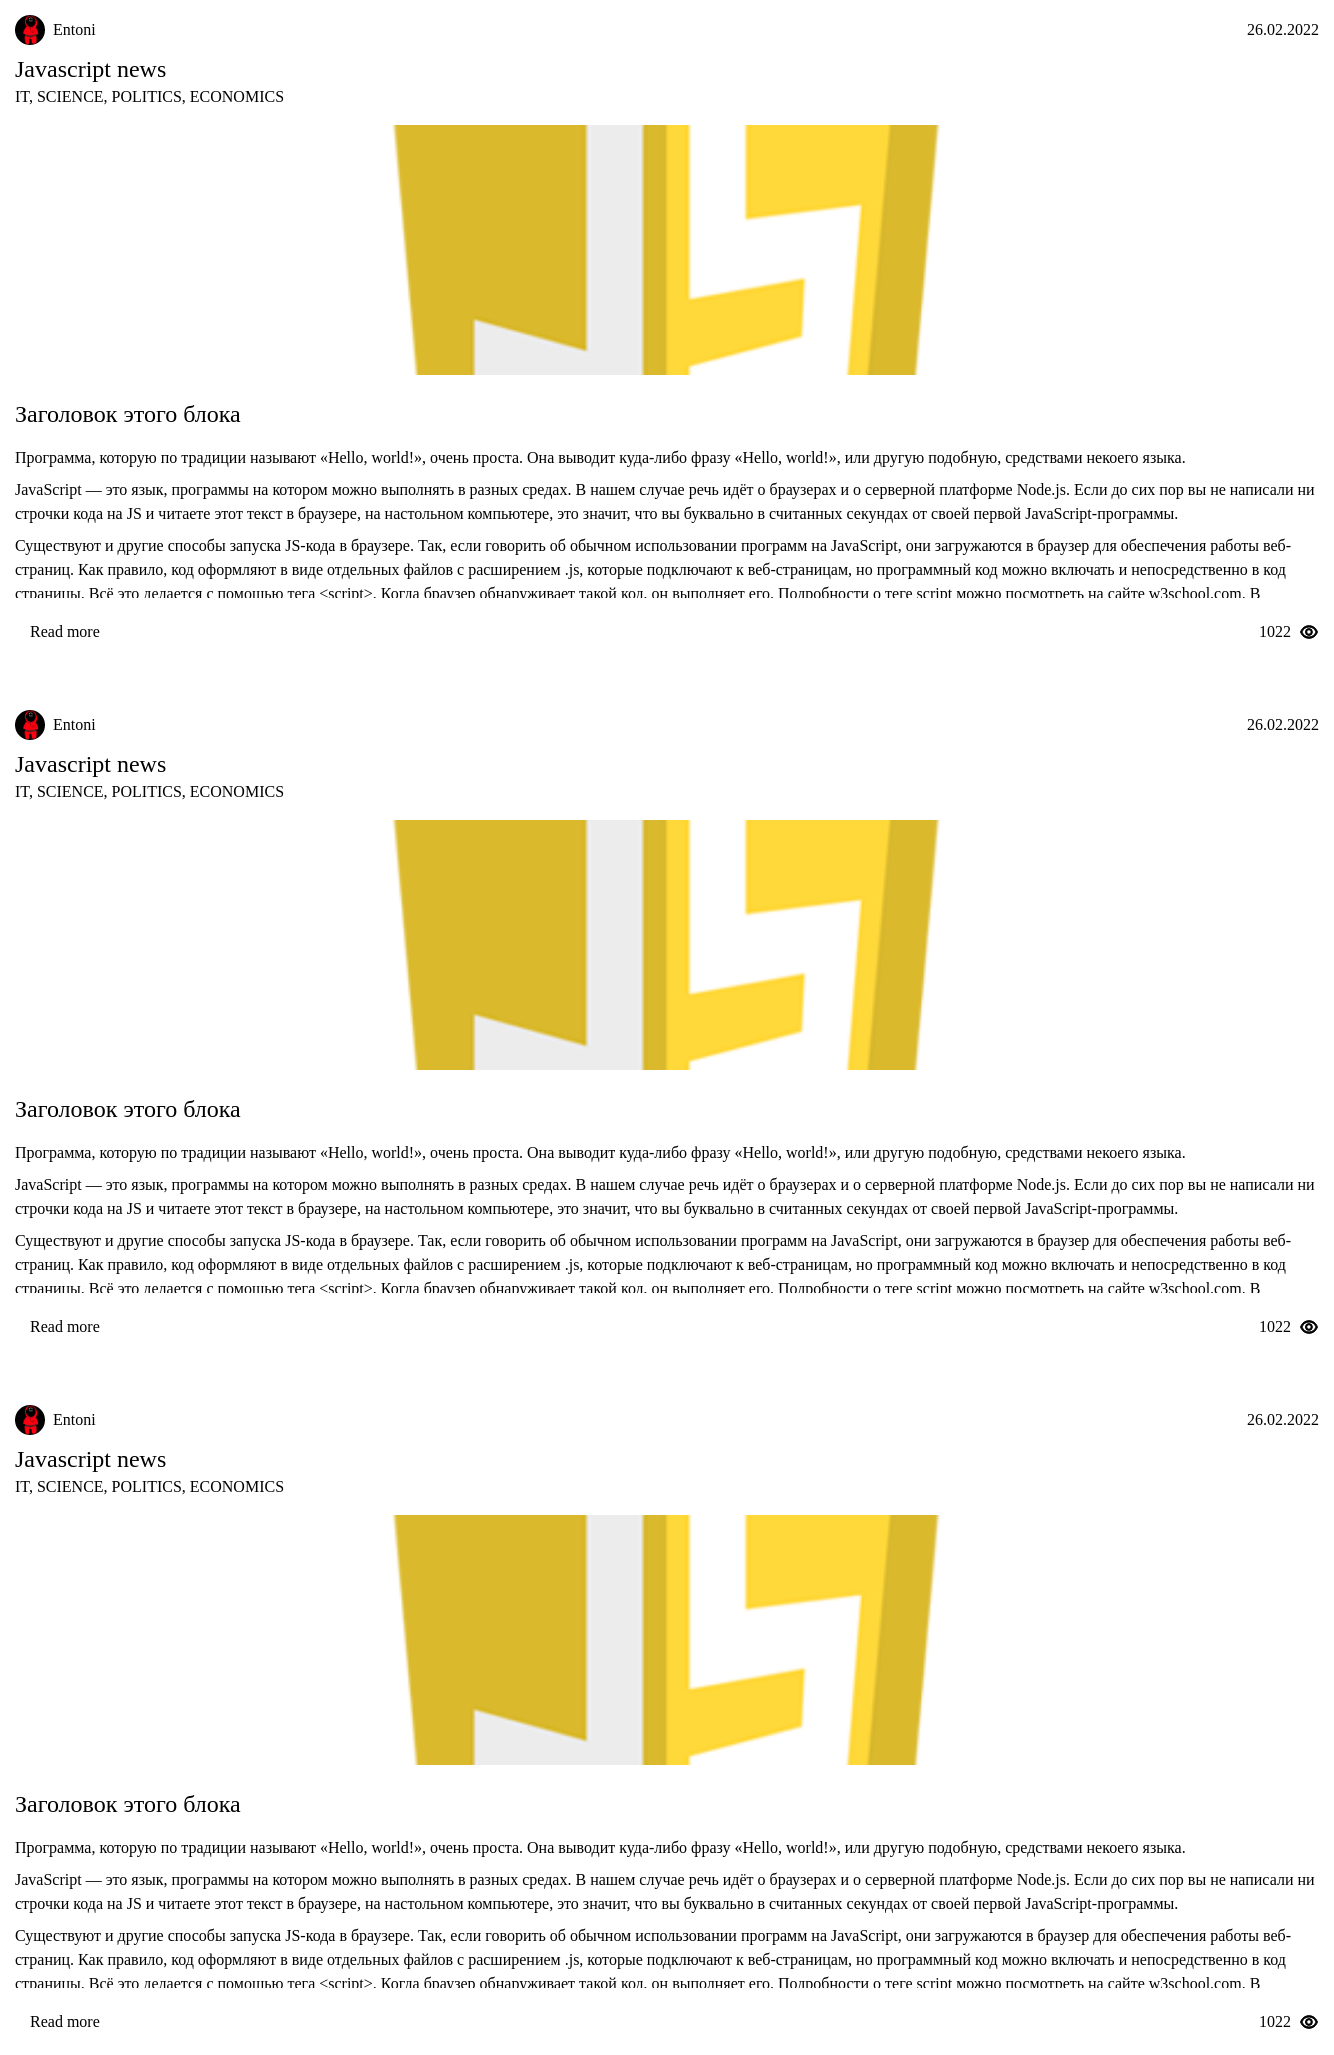 Entoni
26.02.2022
Javascript news
IT, SCIENCE, POLITICS, ECONOMICS
Заголовок этого блока
Программа, которую по традиции называют «Hello, world!», очень проста. Она выводит куда-либо фразу «Hello, world!», или другую подобную, средствами некоего языка.
JavaScript — это язык, программы на котором можно выполнять в разных средах. В нашем случае речь идёт о браузерах и о серверной платформе Node.js. Если до сих пор вы не написали ни
строчки кода на JS и читаете этот текст в браузере, на настольном компьютере, это значит, что вы буквально в считанных секундах от своей первой JavaScript-программы.
Существуют и другие способы запуска JS-кода в браузере. Так, если говорить об обычном использовании программ на JavaScript, они загружаются в браузер для обеспечения работы веб-
страниц. Как правило, код оформляют в виде отдельных файлов с расширением .js, которые подключают к веб-страницам, но программный код можно включать и непосредственно в код
страницы. Всё это делается с помощью тега <script>. Когда браузер обнаруживает такой код, он выполняет его. Подробности о теге script можно посмотреть на сайте w3school.com. В
Read more
1022
Entoni
26.02.2022
Javascript news
IT, SCIENCE, POLITICS, ECONOMICS
Заголовок этого блока
Программа, которую по традиции называют «Hello, world!», очень проста. Она выводит куда-либо фразу «Hello, world!», или другую подобную, средствами некоего языка.
JavaScript — это язык, программы на котором можно выполнять в разных средах. В нашем случае речь идёт о браузерах и о серверной платформе Node.js. Если до сих пор вы не написали ни
строчки кода на JS и читаете этот текст в браузере, на настольном компьютере, это значит, что вы буквально в считанных секундах от своей первой JavaScript-программы.
Существуют и другие способы запуска JS-кода в браузере. Так, если говорить об обычном использовании программ на JavaScript, они загружаются в браузер для обеспечения работы веб-
страниц. Как правило, код оформляют в виде отдельных файлов с расширением .js, которые подключают к веб-страницам, но программный код можно включать и непосредственно в код
страницы. Всё это делается с помощью тега <script>. Когда браузер обнаруживает такой код, он выполняет его. Подробности о теге script можно посмотреть на сайте w3school.com. В
Read more
1022
Entoni
26.02.2022
Javascript news
IT, SCIENCE, POLITICS, ECONOMICS
Заголовок этого блока
Программа, которую по традиции называют «Hello, world!», очень проста. Она выводит куда-либо фразу «Hello, world!», или другую подобную, средствами некоего языка.
JavaScript — это язык, программы на котором можно выполнять в разных средах. В нашем случае речь идёт о браузерах и о серверной платформе Node.js. Если до сих пор вы не написали ни
строчки кода на JS и читаете этот текст в браузере, на настольном компьютере, это значит, что вы буквально в считанных секундах от своей первой JavaScript-программы.
Существуют и другие способы запуска JS-кода в браузере. Так, если говорить об обычном использовании программ на JavaScript, они загружаются в браузер для обеспечения работы веб-
страниц. Как правило, код оформляют в виде отдельных файлов с расширением .js, которые подключают к веб-страницам, но программный код можно включать и непосредственно в код
страницы. Всё это делается с помощью тега <script>. Когда браузер обнаруживает такой код, он выполняет его. Подробности о теге script можно посмотреть на сайте w3school.com. В
Read more
1022